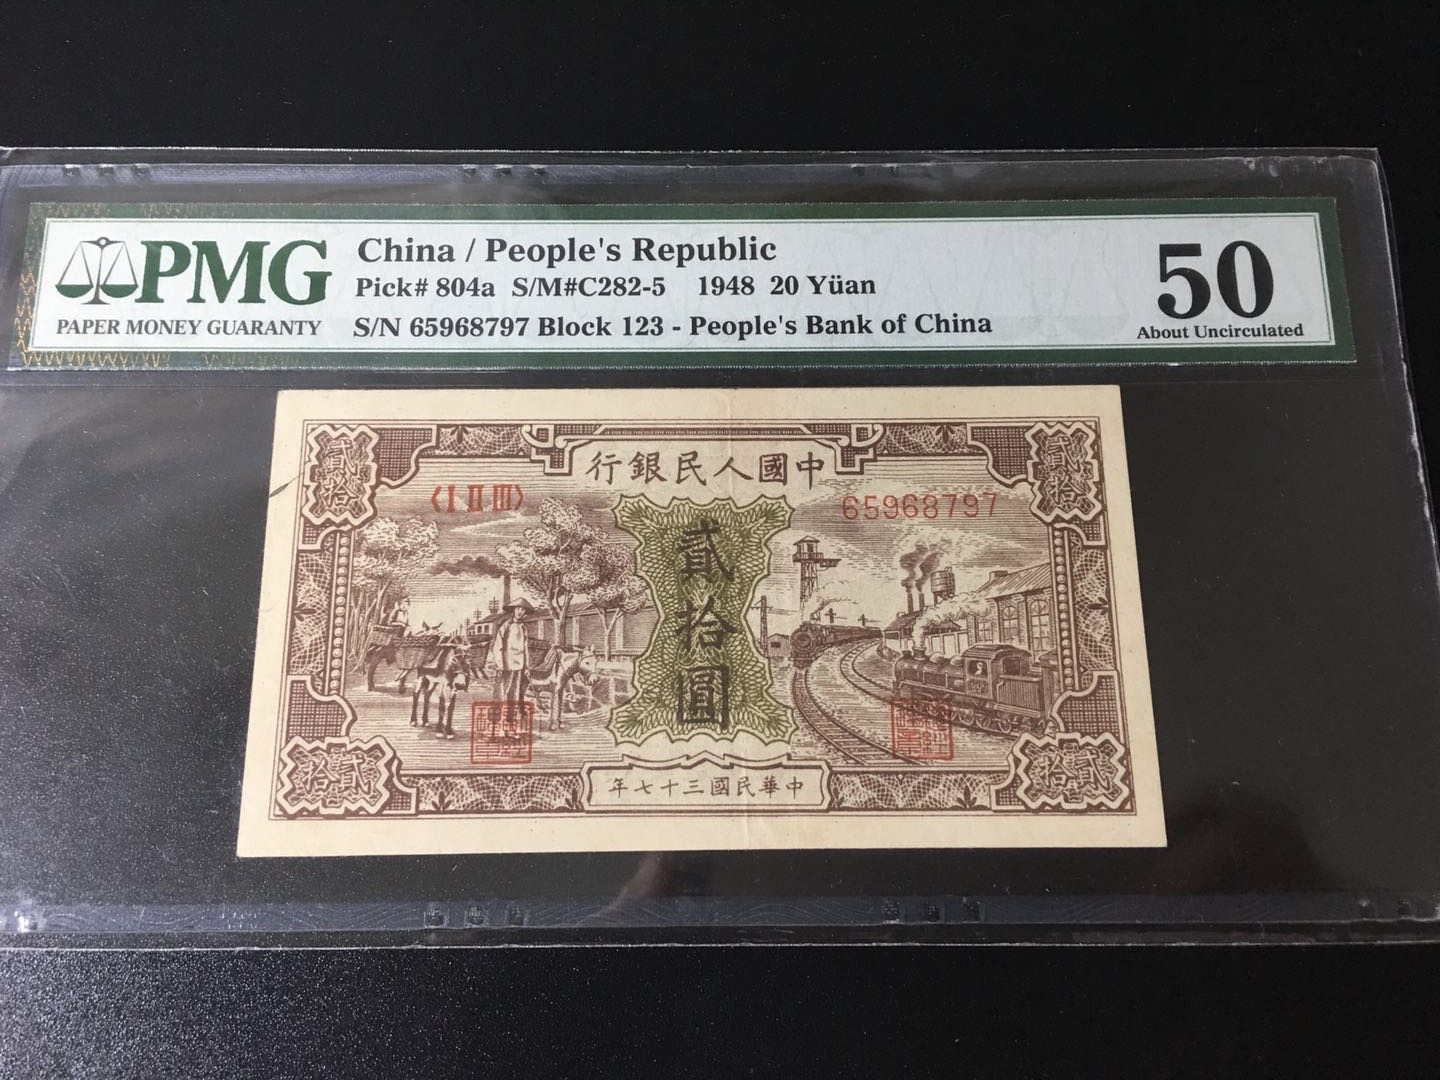 PMG
PAPER MONEY GUARANTY
China / People's Republic
Pick# 804a S/M#C282-5 1948 20 Yüan
S/N 65968797 Block 123 - People's Bank of China
50
About Uncirculated
行銀民人國中
貳拾
貳拾
〈I II III〉
65968797
貳拾圓
拾貳
拾貳
年七十三國民華中